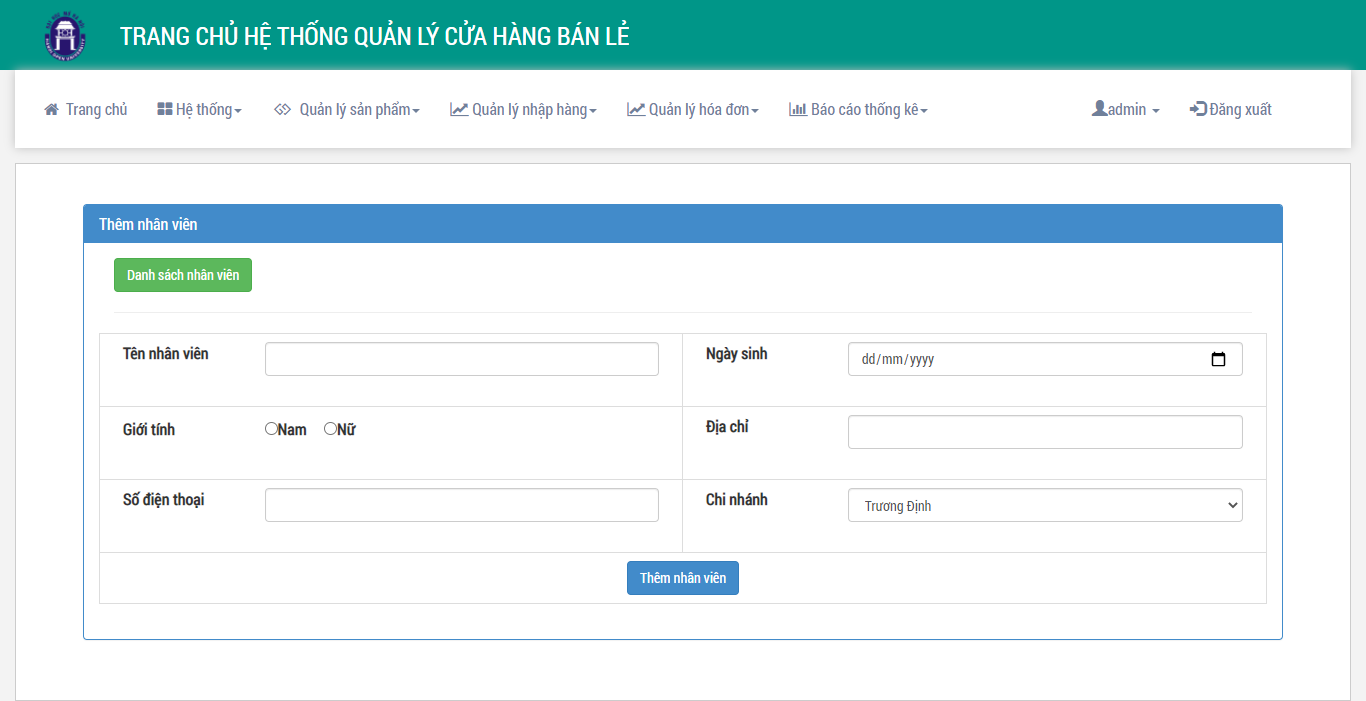 TRANG CHỦ HỆ THỐNG QUẢN LÝ CỬA HÀNG BÁN LẺ
Trang chủ Hệ thống Quản lý sản phẩm Quản lý nhập hàng Quản lý hóa đơn Báo cáo thống kê admin Đăng xuất
Thêm nhân viên
Danh sách nhân viên
Tên nhân viên Ngày sinh dd/mm/yyyy
Giới tính Nam Nữ Địa chỉ
Số điện thoại Chi nhánh Trương Định
Thêm nhân viên